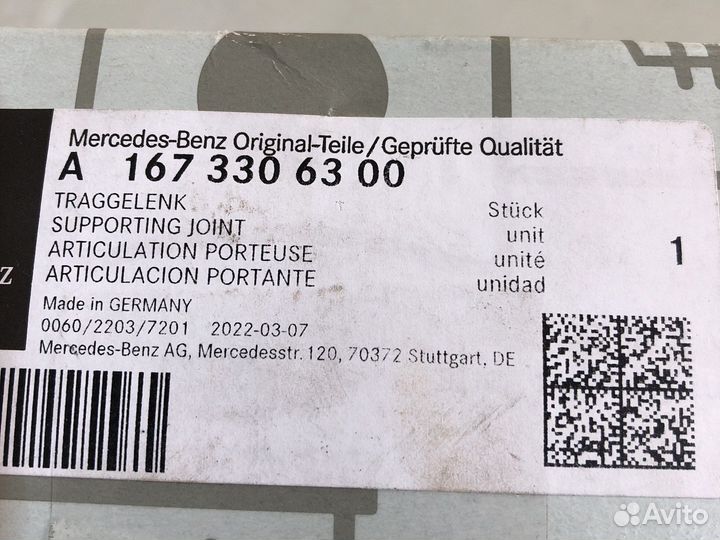 Mercedes-Benz Original-Teile/Geprüfte Qualität
A 167 330 63 00
TRAGGELENK
SUPPORTING JOINT
ARTICULATION PORTEUSE
ARTICULACION PORTANTE
Stück
unit
unité
unidad
1
Made in GERMANY
0060/2203/7201 2022-03-07
Mercedes-Benz AG, Mercedesstr. 120, 70372 Stuttgart, DE
z
Avito